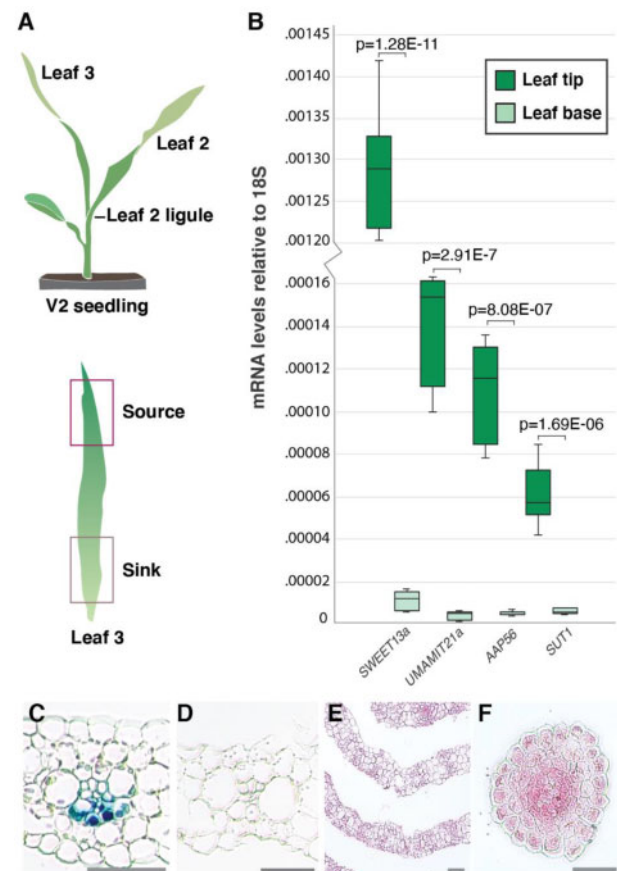 A
Leaf 3
Leaf 2
Leaf 2 ligule
V2 seedling
Source
Sink
Leaf 3
B
mRNA levels relative to 18S
.00145
.00140
.00135
.00130
.00125
.00120
.00016
.00014
.00012
.00010
.00008
.00006
.00004
.00002
0
p=1.28E-11
Leaf tip
Leaf base
p=2.91E-7
p=8.08E-07
p=1.69E-06
SWEET13a
UMAMIT21a
AAP56
SUT1
C
D
E
F